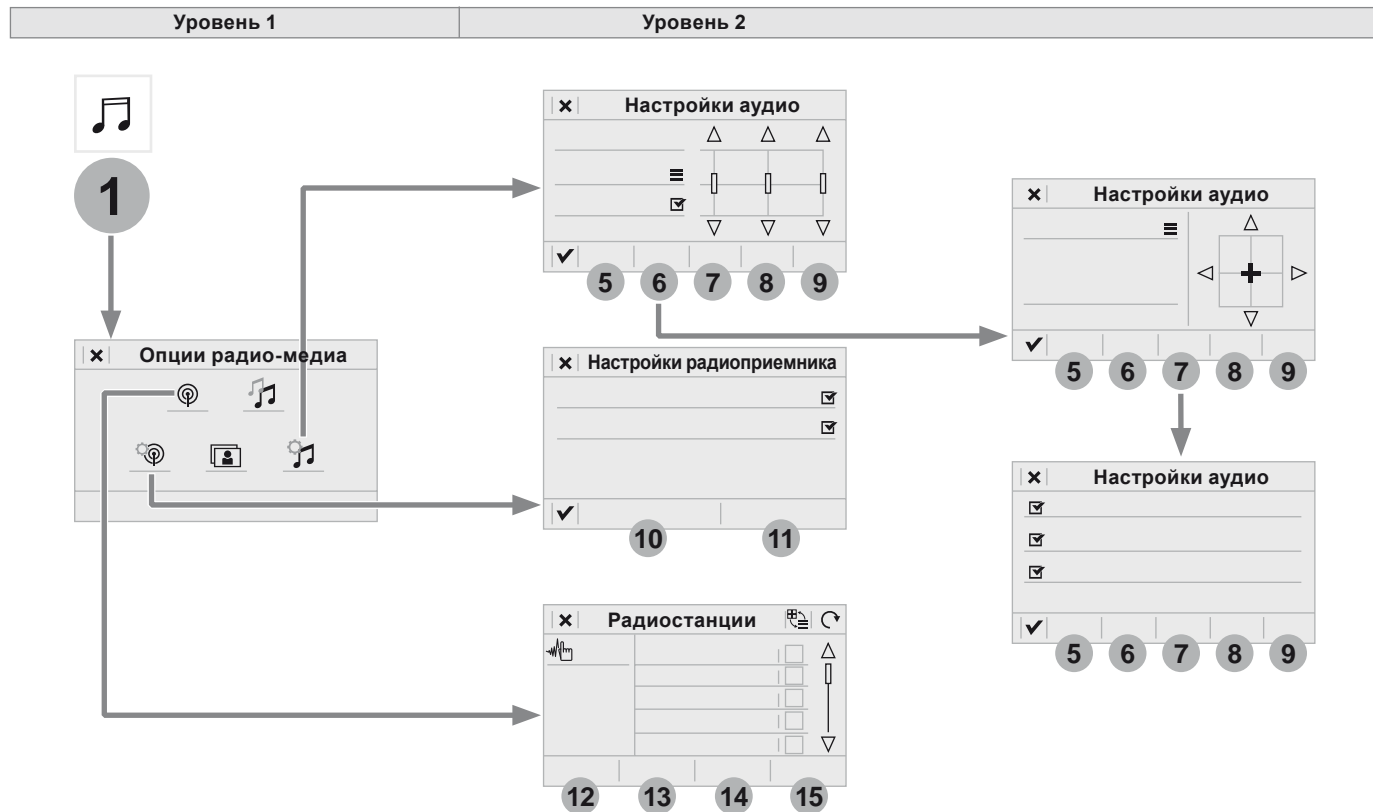 Уровень 1
Уровень 2
1
Опции радио-медиа
Настройки аудио
5 6 7 8 9
Настройки аудио
5 6 7 8 9
Настройки радиоприемника
10 11
Настройки аудио
5 6 7 8 9
Радиостанции
12 13 14 15